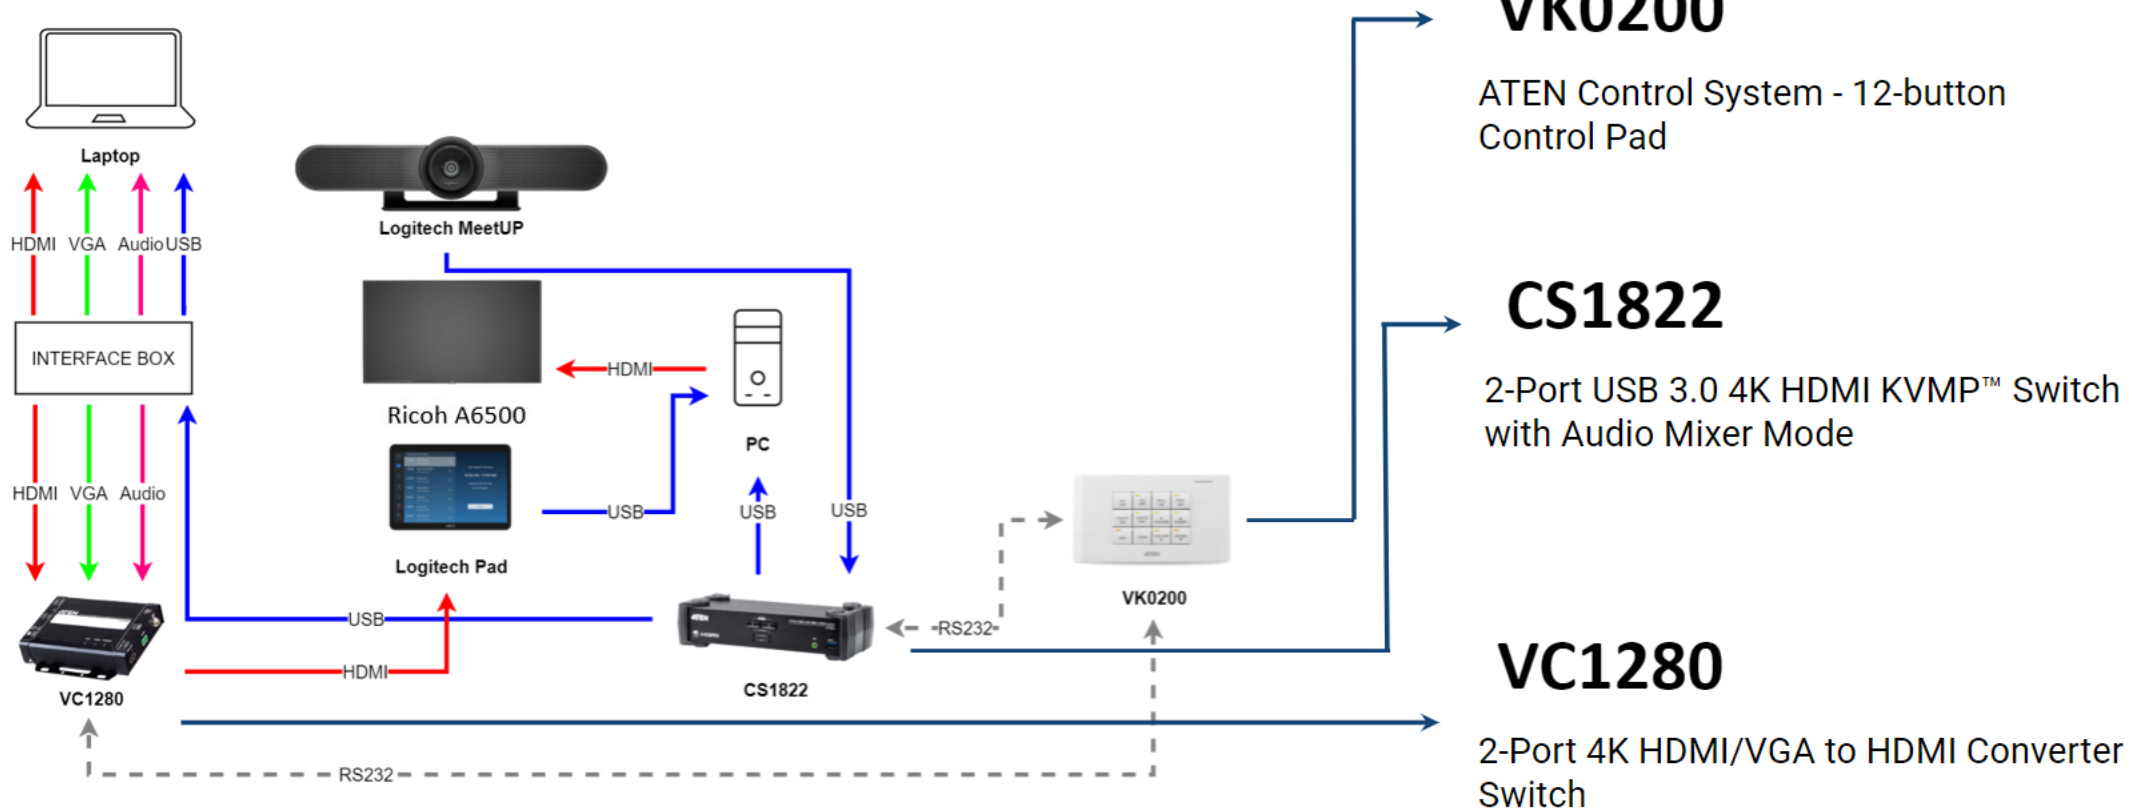 VK0200
ATEN Control System - 12-button
Control Pad
Laptop
HDMI VGA Audio USB
Logitech MeetUP
INTERFACE BOX
HDMI
Ricoh A6500
PC
CS1822
2-Port USB 3.0 4K HDMI KVMP™ Switch
with Audio Mixer Mode
HDMI VGA Audio
USB
USB
USB
Logitech Pad
VK0200
ATEN
USB
ATEN
HDMI
RS232
HDMI
VC1280
CS1822
VC1280
2-Port 4K HDMI/VGA to HDMI Converter
Switch
RS232